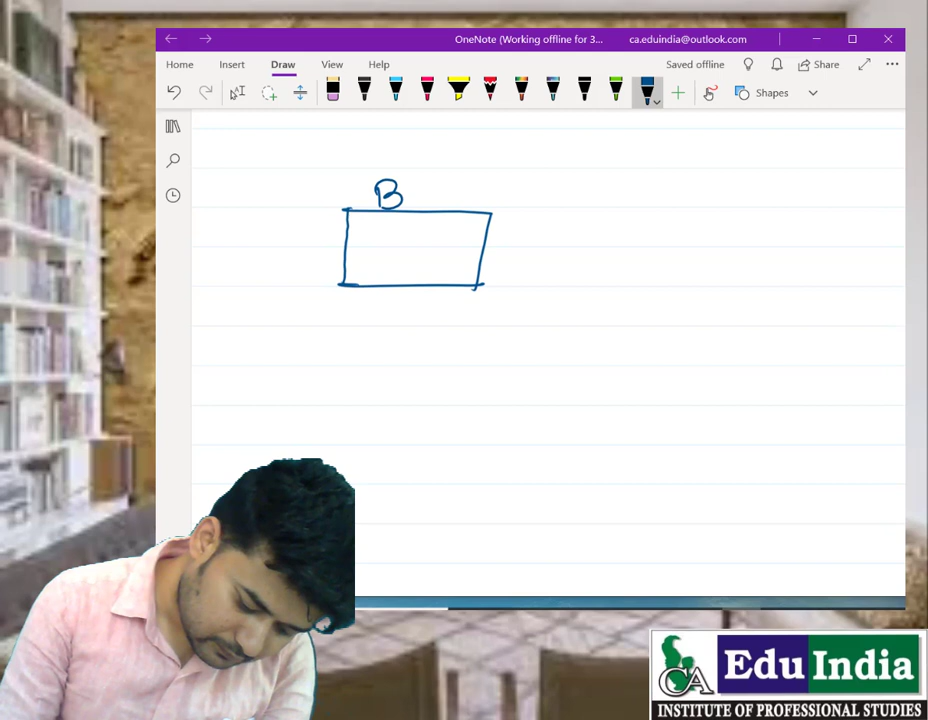 OneNote (Working offline for 3...
ca.eduindia@outlook.com
Home Insert Draw View Help
Saved offline
Share
Shapes
B
CA
Edu India
INSTITUTE OF PROFESSIONAL STUDIES